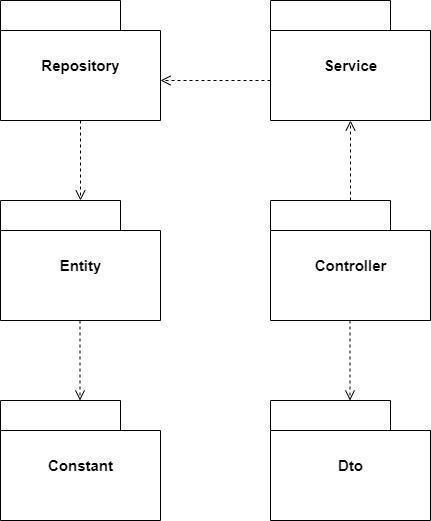 Repository
Service
Entity
Controller
Constant
Dto